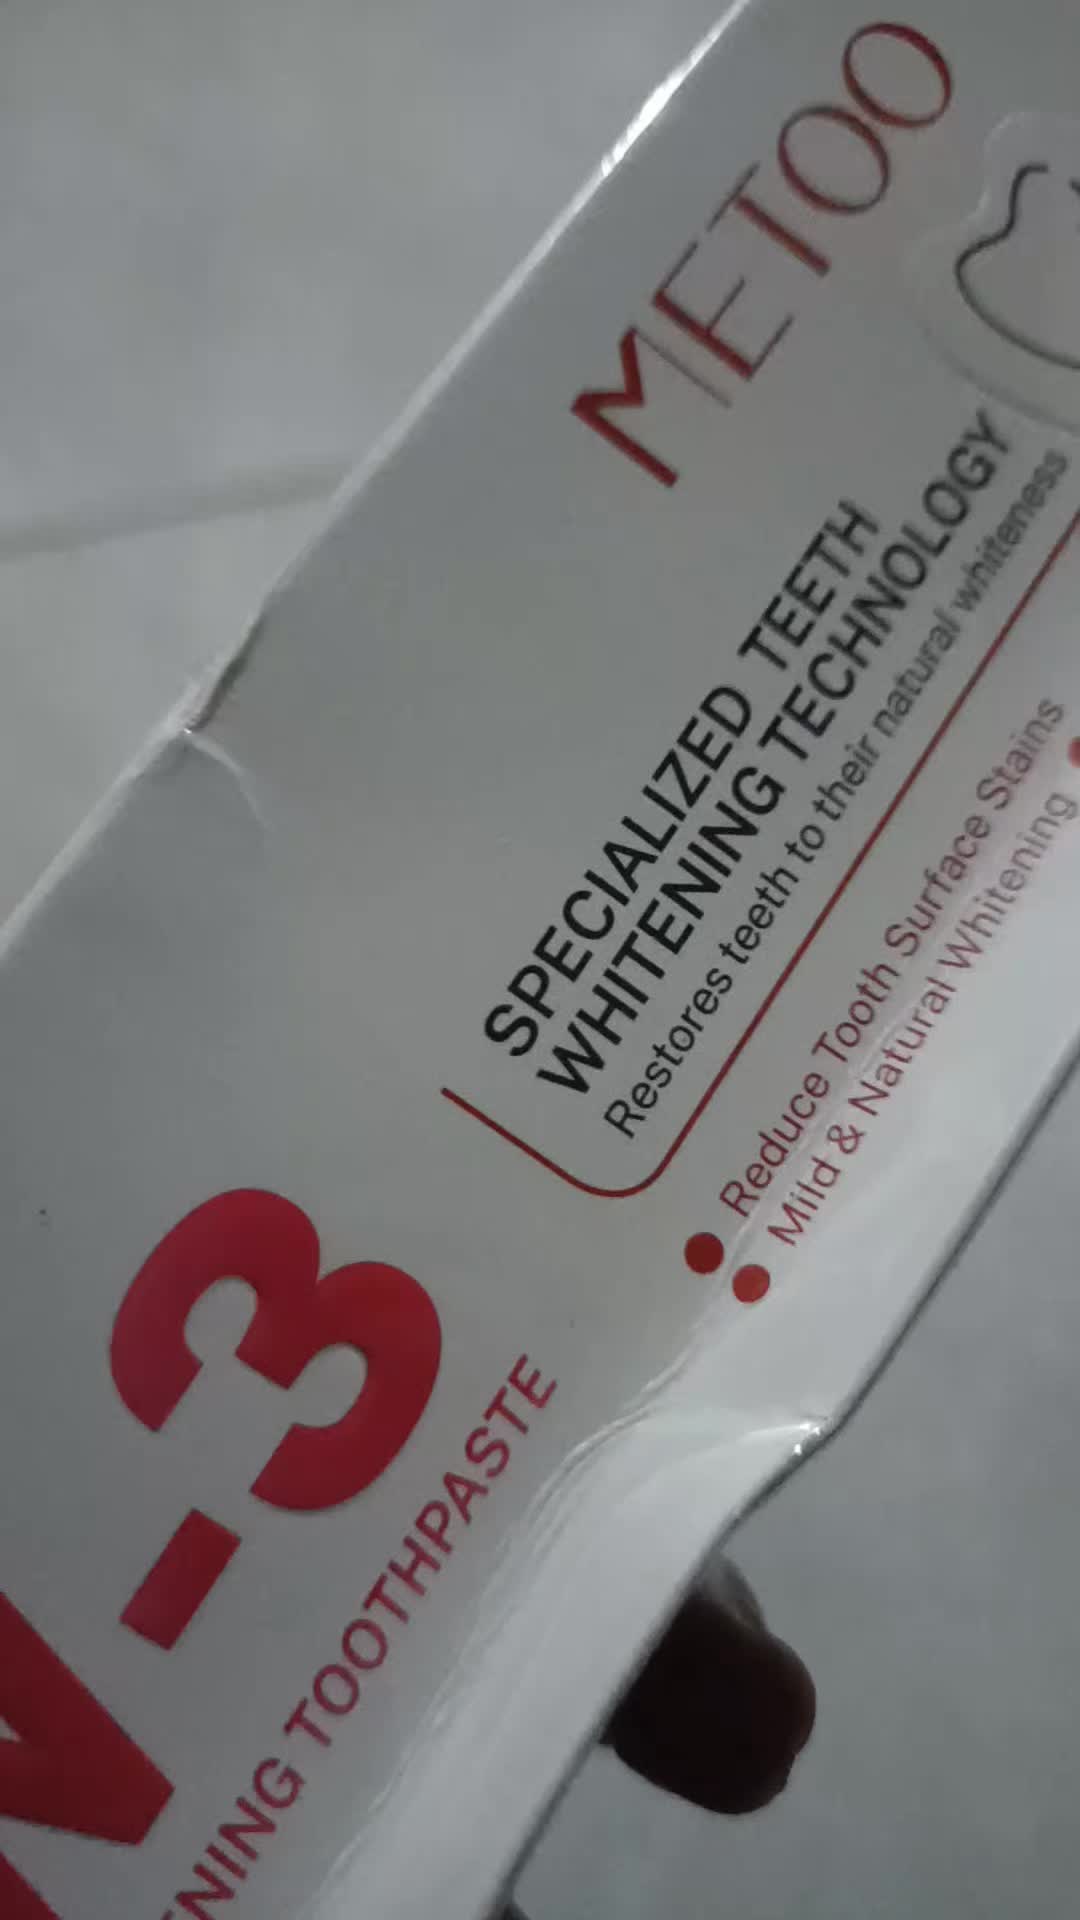 METOO
SPECIALIZED TEETH
WHITENING TECHNOLOGY
Restores teeth to their natural whiteness
Reduce Tooth Surface Stains
Mild & Natural Whitening
-3
TOOTHPASTE